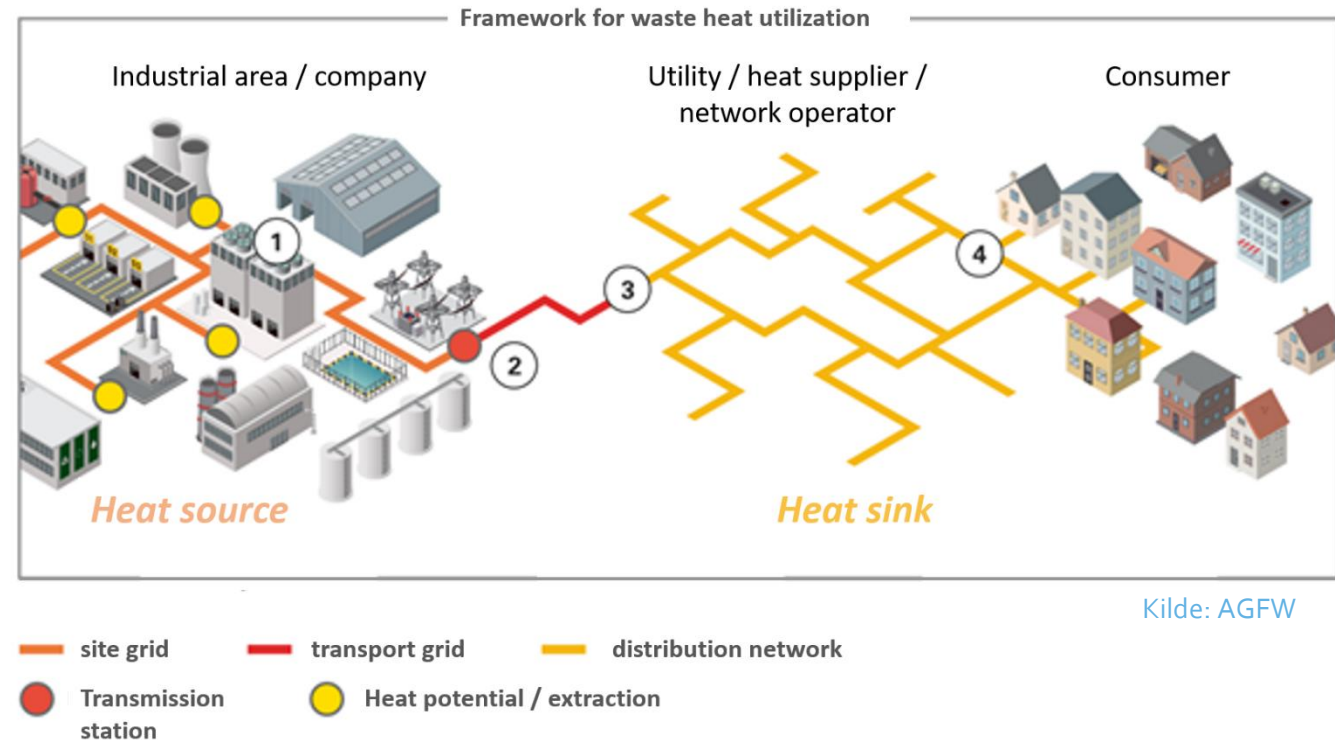 Framework for waste heat utilization
Industrial area / company
Utility / heat supplier /
network operator
Consumer
1
2
3
4
Heat source
Heat sink
Kilde: AGFW
site grid
transport grid
distribution network
Transmission
station
Heat potential / extraction